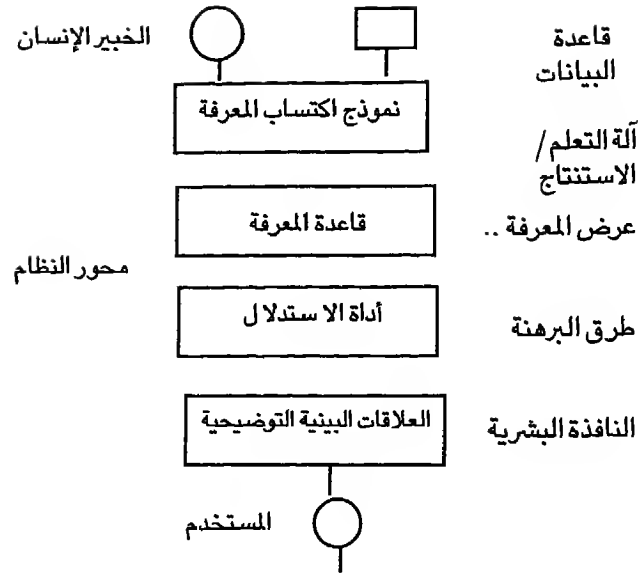 قاعدة
البيانات
الخبير الإنسان
نموذج اكتساب المعرفة
آلة التعلم/
الاستنتاج
قاعدة المعرفة
عرض المعرفة ..
محور النظام
أداة الاستدلال
طرق البرهنة
العلاقات البينية التوضيحية
النافذة البشرية
المستخدم